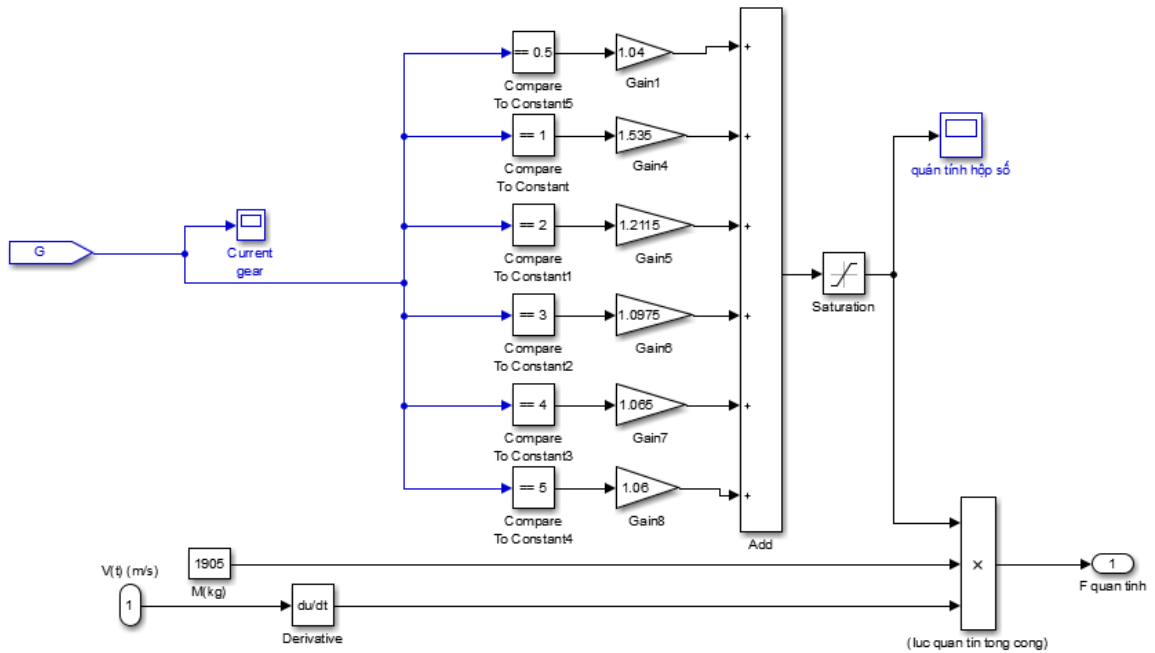 == 0.5
1.04
Compare
To Constant5
Gain1
+
== 1
1.535
Compare
To Constant
Gain4
+
quán tính hộp số
== 2
1.2115
Compare
To Constant1
Gain5
+
G
Current
gear
Saturation
== 3
1.0975
Compare
To Constant2
Gain6
+
== 4
1.065
Compare
To Constant3
Gain7
+
== 5
1.06
Compare
To Constant4
Gain8
+
Add
1905
M(kg)
V(t) (m/s)
1
du/dt
Derivative
×
(luc quan tin tong cong)
1
F quan tinh